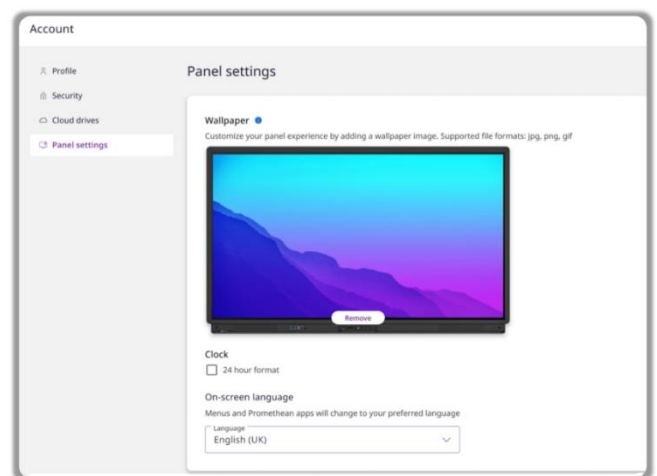 Account
Profile
Security
Cloud drives
Panel settings
Panel settings
Wallpaper
Customize your panel experience by adding a wallpaper image. Supported file formats: jpg, png, gif
Remove
Clock
24 hour format
On-screen language
Menus and Promethean apps will change to your preferred language
Language
English (UK)